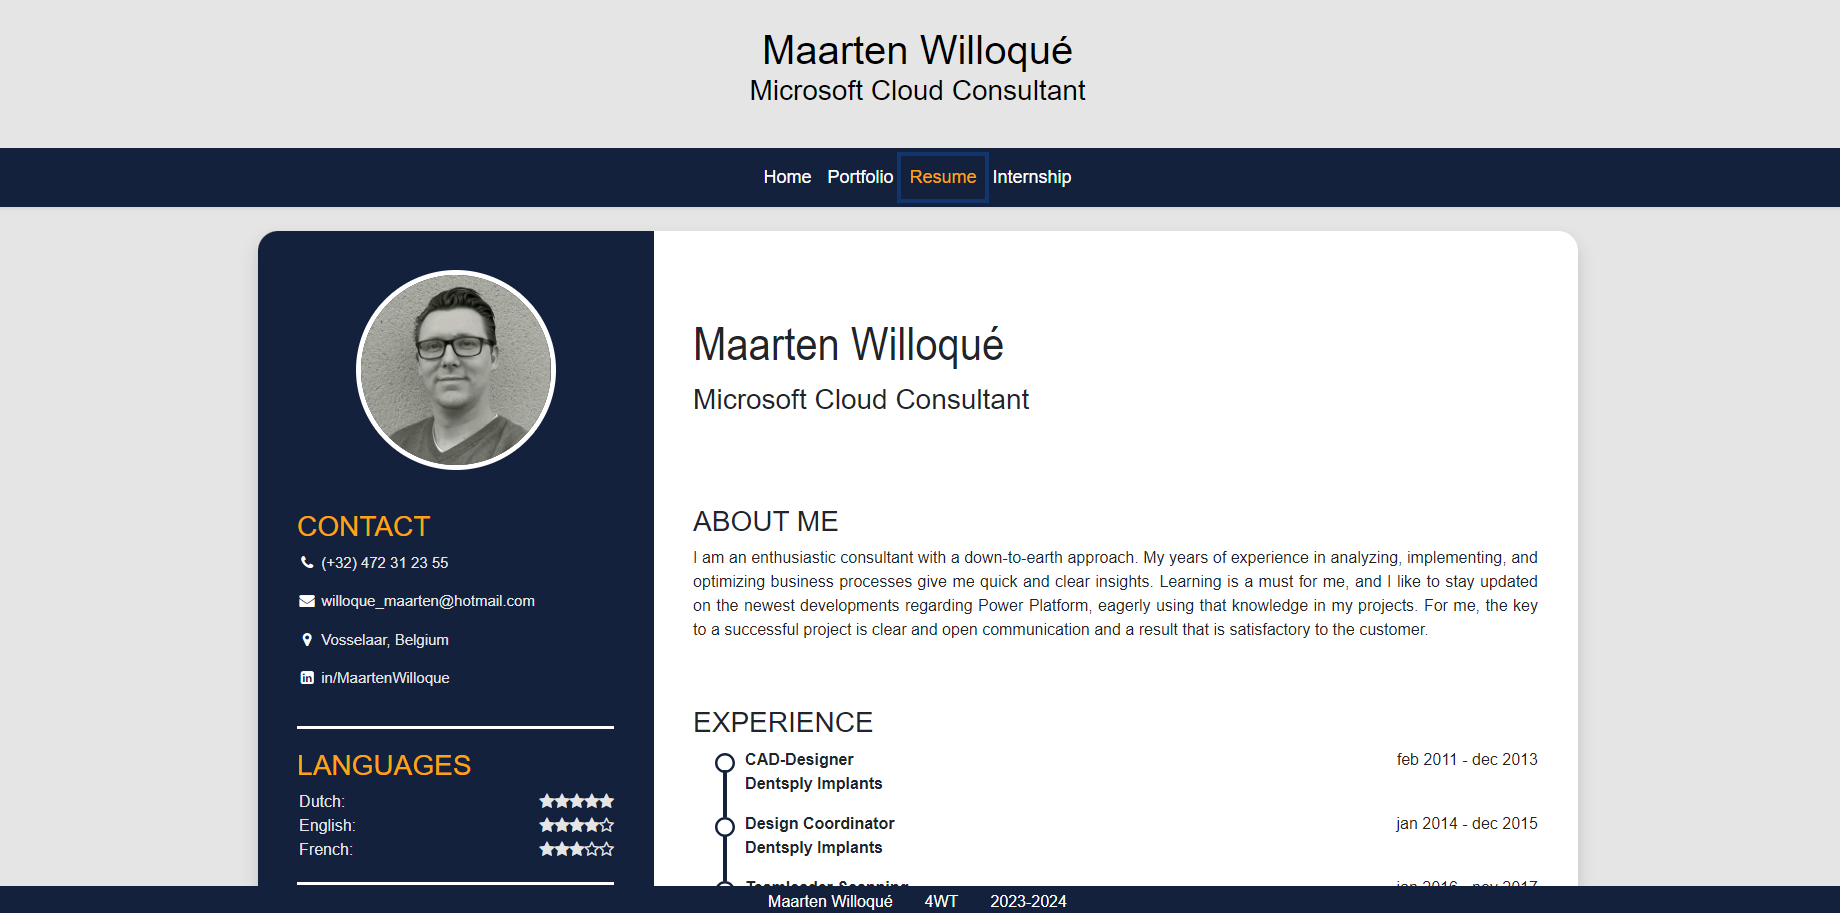 Maarten Willoqué
Microsoft Cloud Consultant
Home Portfolio Resume Internship
CONTACT
(+32) 472 31 23 55
willoque_maarten@hotmail.com
Vosselaar, Belgium
in/MaartenWilloque
LANGUAGES
Dutch:
English:
French:
Maarten Willoqué
Microsoft Cloud Consultant
ABOUT ME
I am an enthusiastic consultant with a down-to-earth approach. My years of experience in analyzing, implementing, and
optimizing business processes give me quick and clear insights. Learning is a must for me, and I like to stay updated
on the newest developments regarding Power Platform, eagerly using that knowledge in my projects. For me, the key
to a successful project is clear and open communication and a result that is satisfactory to the customer.
EXPERIENCE
CAD-Designer feb 2011 - dec 2013
Dentsply Implants
Design Coordinator jan 2014 - dec 2015
Dentsply Implants
Teamleader Scanning jan 2016 - nov 2017
Maarten Willoqué 4WT 2023-2024